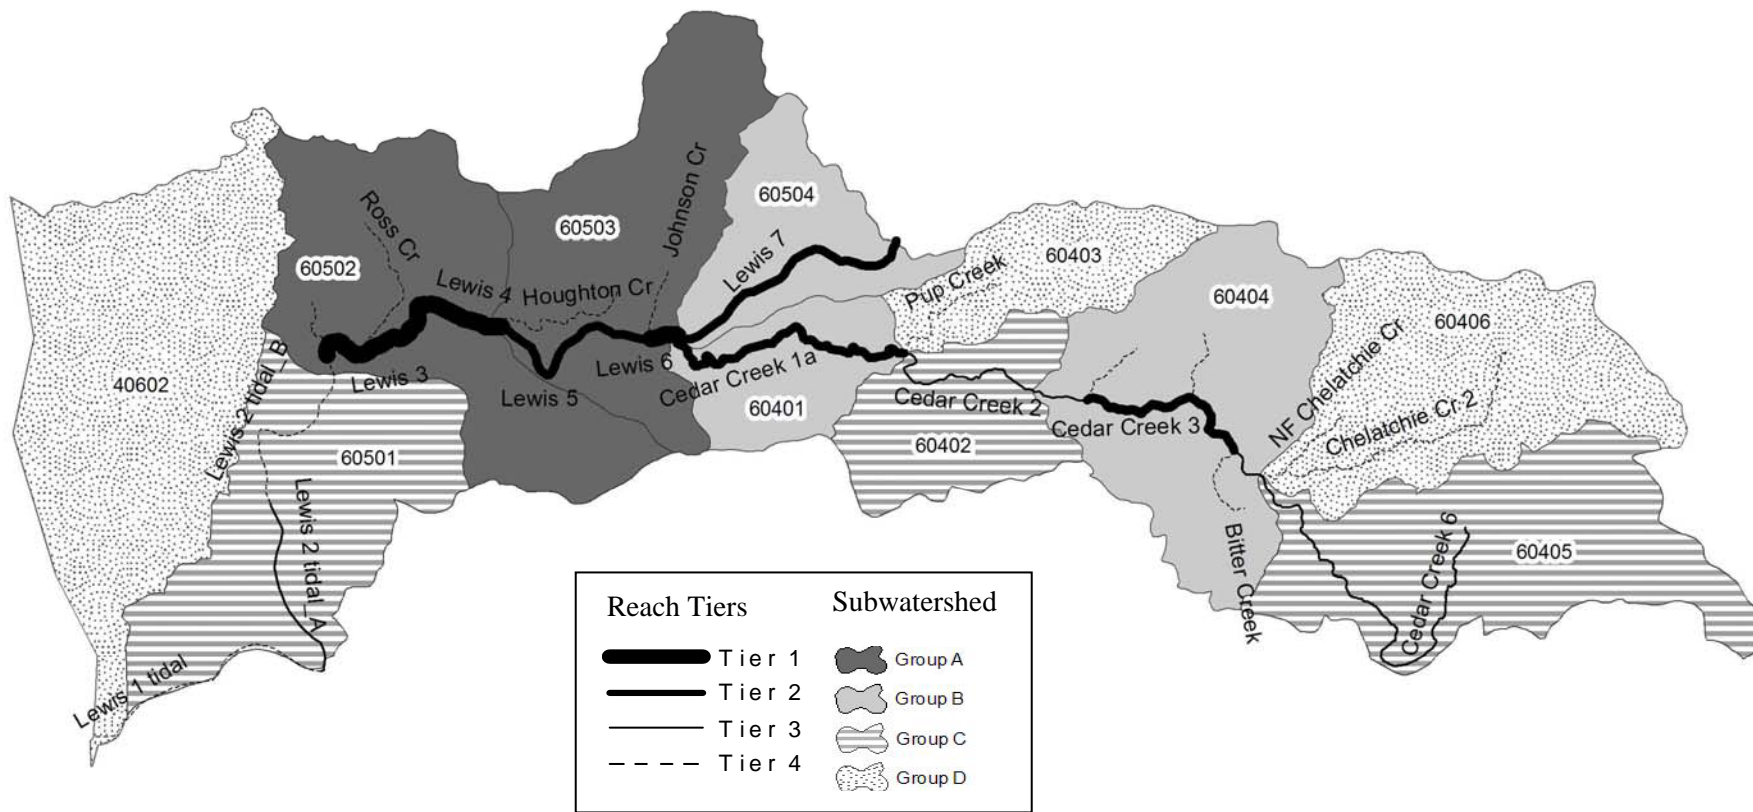 60504
Johnson Cr
60503
Ross Cr
60502
Lewis 4
Houghton Cr
Lewis 7
Pup Creek
60403
60404
60406
40602
Lewis 2 tidal_B
Lewis 3
Lewis 5
Lewis 6
Cedar Creek 1a
60401
Cedar Creek 2
60402
Cedar Creek 3
NF Chelatchie Cr
Chelatchie Cr 2
60501
Lewis 2 tidal_A
Lewis 1 tidal
Bitter Creek
Cedar Creek 6
60405
Reach Tiers
Tier 1
Tier 2
Tier 3
Tier 4
Subwatershed
Group A
Group B
Group C
Group D